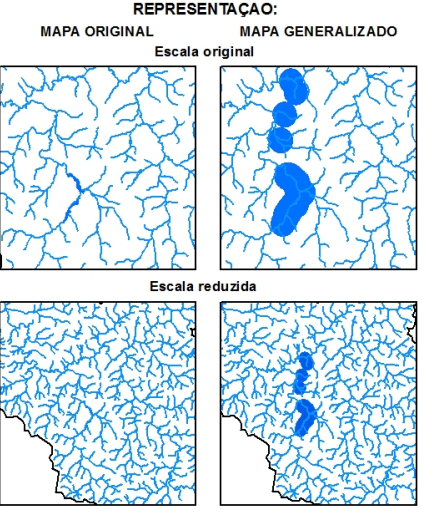 REPRESENTAÇAO:
MAPA ORIGINAL MAPA GENERALIZADO
Escala original
Escala reduzida